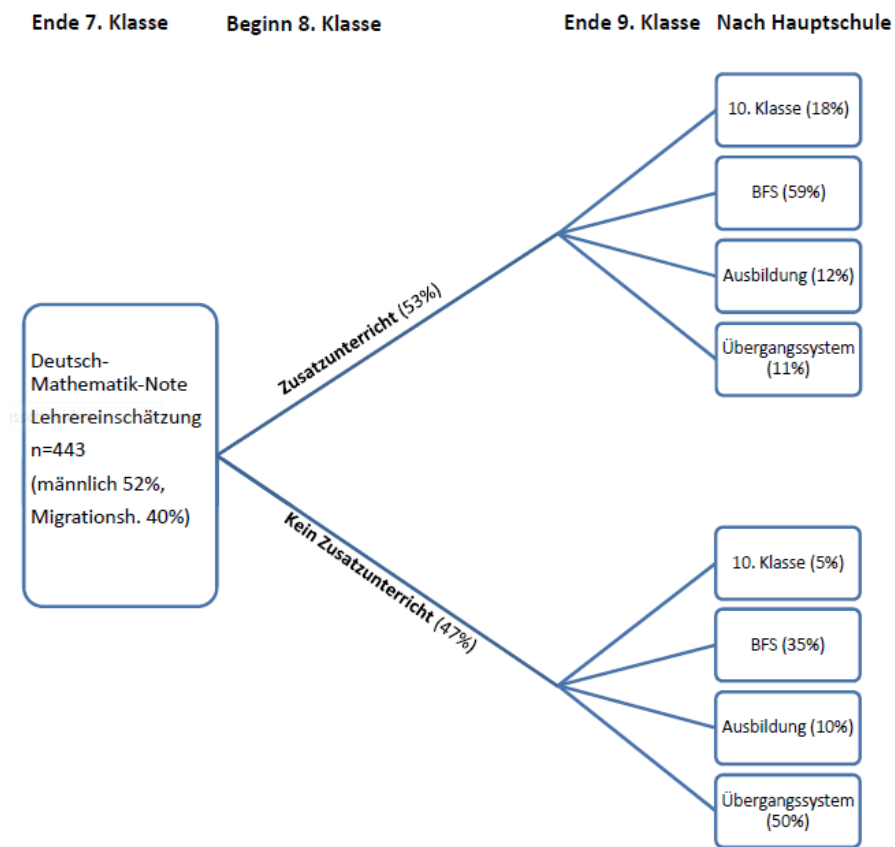 Ende 7. Klasse Beginn 8. Klasse Ende 9. Klasse Nach Hauptschule
10. Klasse (18%)
BFS (59%)
Ausbildung (12%)
Übergangssystem
(11%)
Zusatzunterricht (53%)
Deutsch-
Mathematik-Note
Lehrereinschätzung
n=443
(männlich 52%,
Migrationsh. 40%)
Kein Zusatzunterricht (47%)
10. Klasse (5%)
BFS (35%)
Ausbildung (10%)
Übergangssystem
(50%)